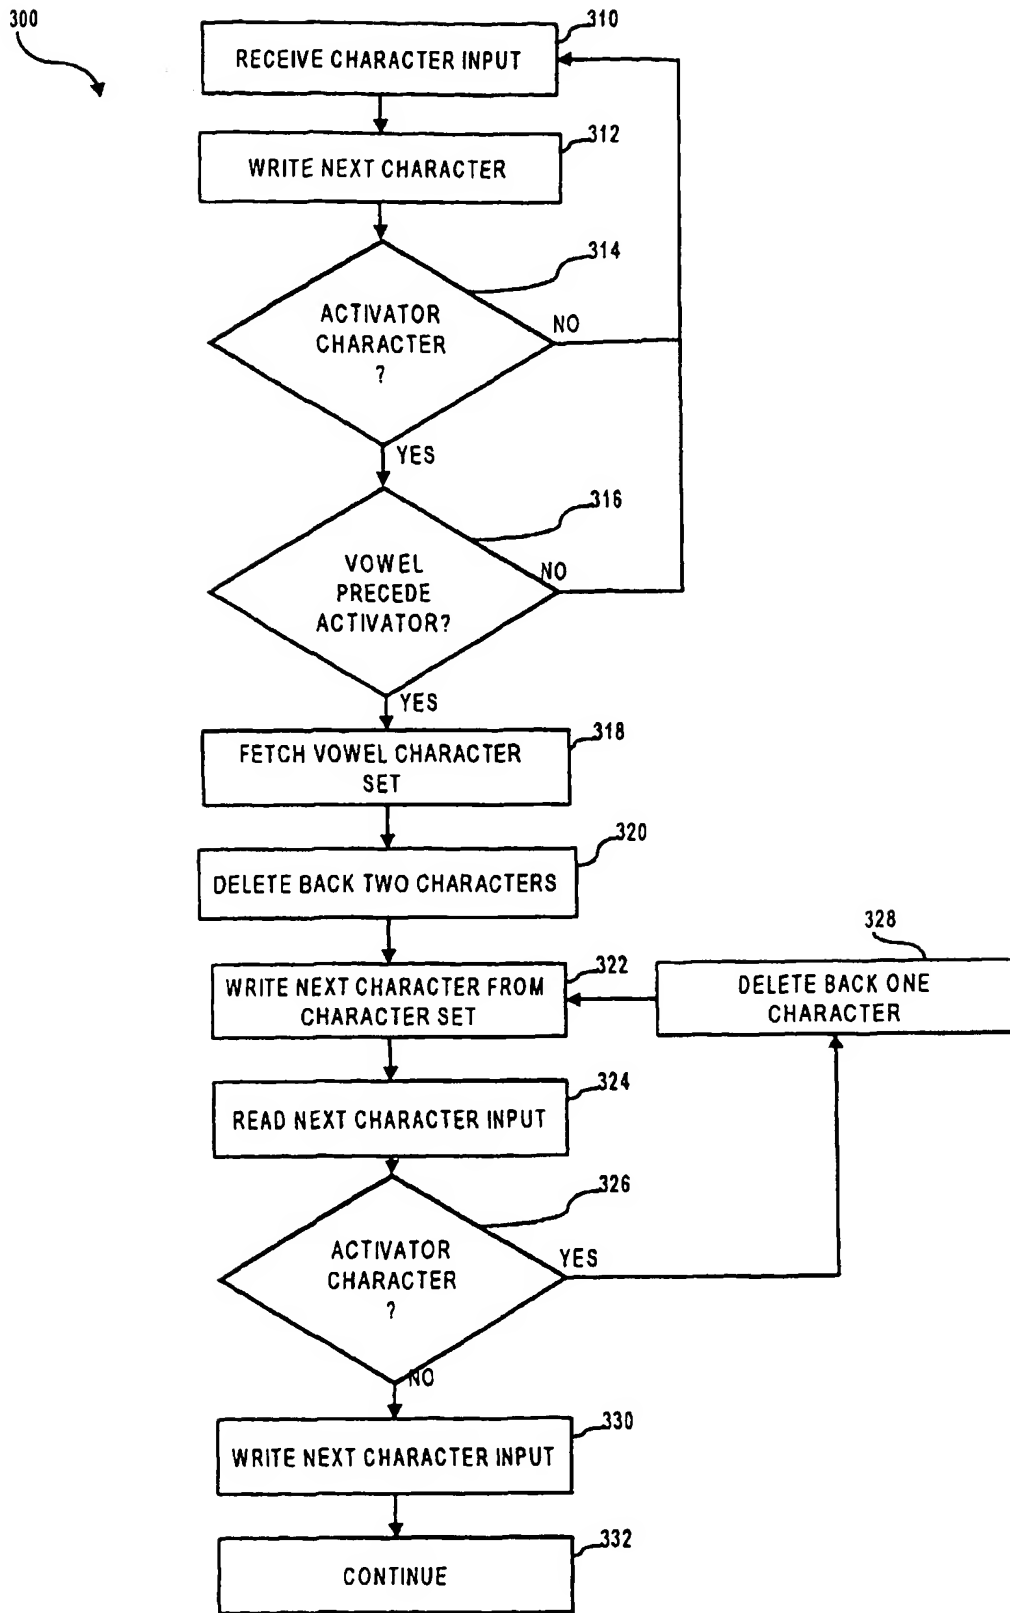 300
310
RECEIVE CHARACTER INPUT
312
WRITE NEXT CHARACTER
314
ACTIVATOR
CHARACTER
?
NO
YES
316
VOWEL
PRECEDE
ACTIVATOR?
NO
YES
318
FETCH VOWEL CHARACTER
SET
320
DELETE BACK TWO CHARACTERS
322
WRITE NEXT CHARACTER FROM
CHARACTER SET
328
DELETE BACK ONE
CHARACTER
324
READ NEXT CHARACTER INPUT
326
ACTIVATOR
CHARACTER
?
YES
NO
330
WRITE NEXT CHARACTER INPUT
332
CONTINUE